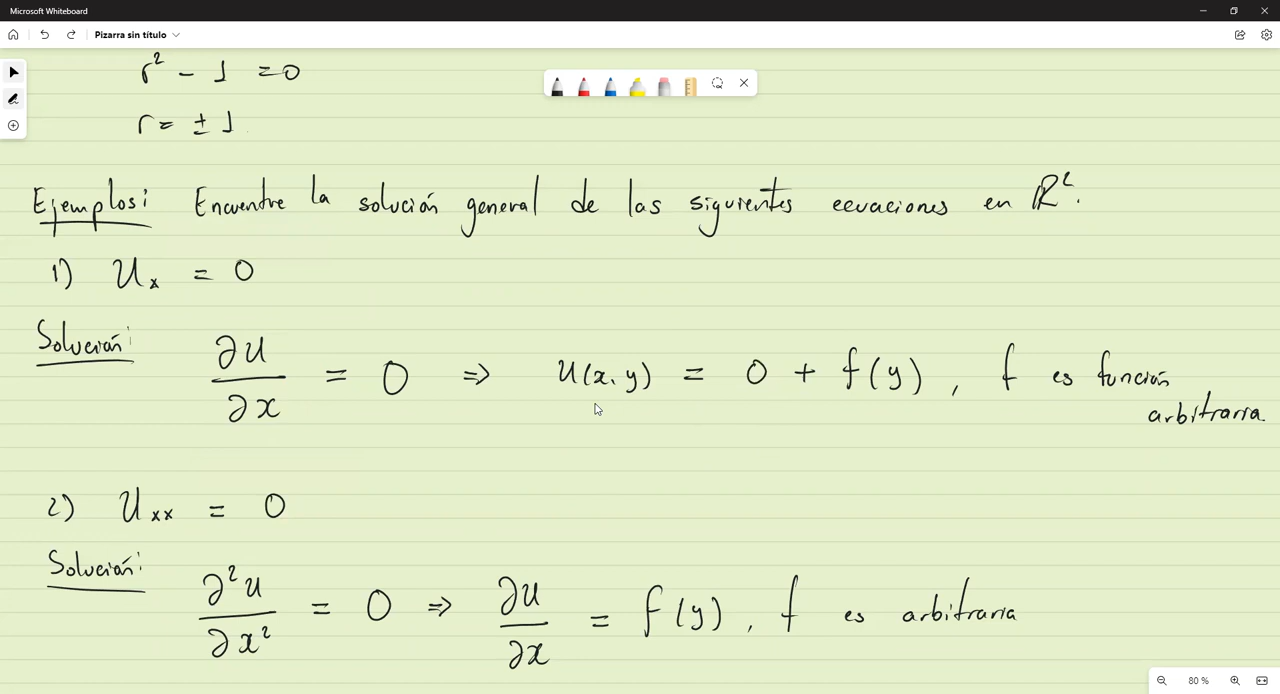 Microsoft Whiteboard
Pizarra sin título
r² - 1 = 0
r = ± 1
Ejemplos: Encuentre la solución general de las siguientes ecuaciones en ℝ².
1) Uₓ = 0
Solución: ∂u/∂x = 0 ⇒ u(x,y) = 0 + f(y), f es función
arbitraria.
2) Uₓₓ = 0
Solución: ∂²u/∂x² = 0 ⇒ ∂u/∂x = f(y), f es arbitraria
80 %